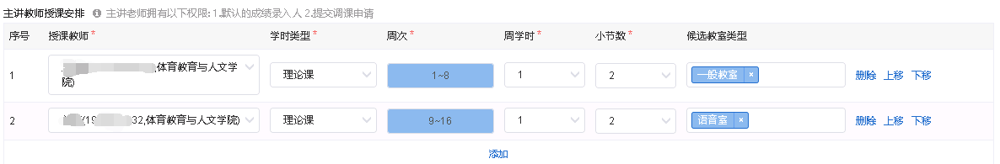 主讲教师授课安排 主讲老师拥有以下权限: 1.默认的成绩录入人 2.提交调课申请
序号 授课教师* 学时类型* 周次* 周学时* 小节数* 候选教室类型
1 ,体育教育与人文学院) 理论课 1~8 1 2 一般教室 × 删除 上移 下移
2 (19 32,体育教育与人文学院) 理论课 9~16 1 2 语音室 × 删除 上移 下移
添加